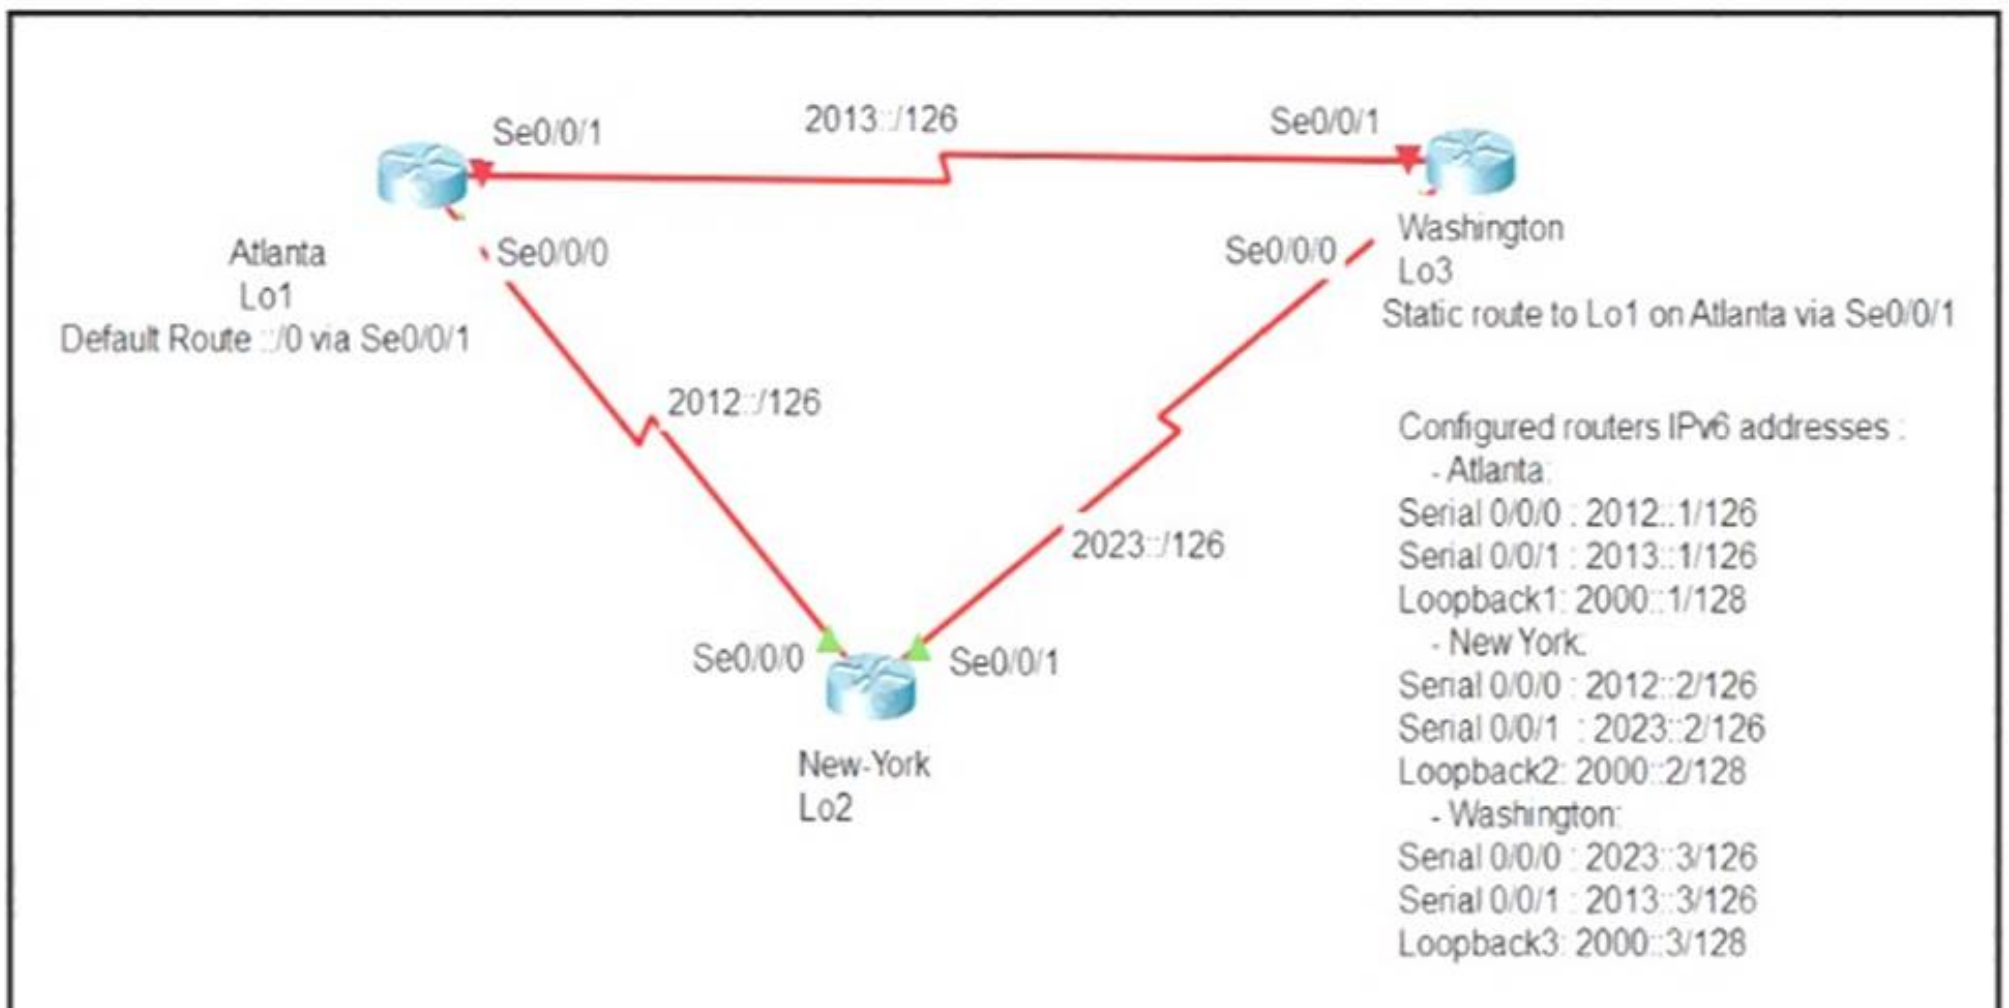 Se0/0/1
2013::/126
Se0/0/1
Atlanta
Lo1
Default Route ::/0 via Se0/0/1
Se0/0/0
Se0/0/0
Washington
Lo3
Static route to Lo1 on Atlanta via Se0/0/1
2012::/126
2023::/126
Se0/0/0
Se0/0/1
New-York
Lo2
Configured routers IPv6 addresses :
- Atlanta:
Serial 0/0/0 : 2012::1/126
Serial 0/0/1 : 2013::1/126
Loopback1: 2000::1/128
- New York:
Serial 0/0/0 : 2012::2/126
Serial 0/0/1 : 2023::2/126
Loopback2: 2000::2/128
- Washington:
Serial 0/0/0 : 2023::3/126
Serial 0/0/1 : 2013::3/126
Loopback3: 2000::3/128